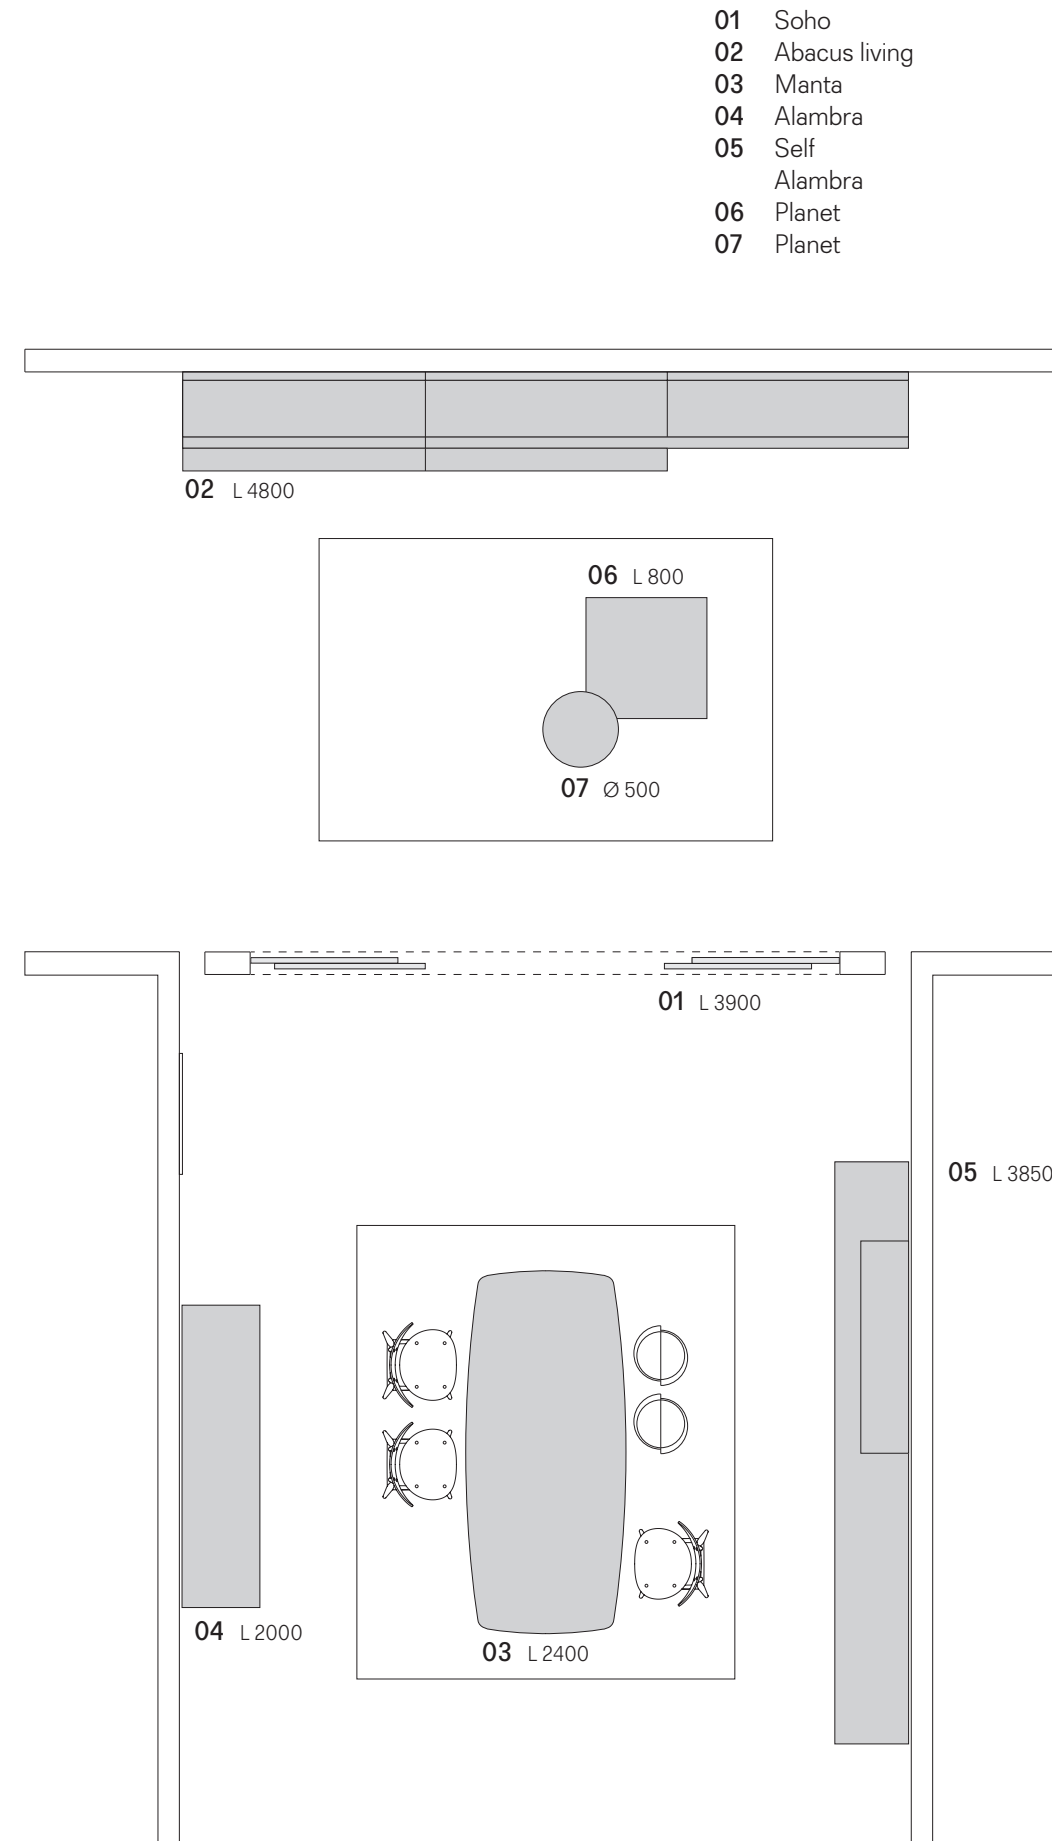 01 Soho
02 Abacus living
03 Manta
04 Alambra
05 Self
Alambra
06 Planet
07 Planet
02 L 4800
06 L 800
07 Ø 500
01 L 3900
05 L 3850
04 L 2000
03 L 2400